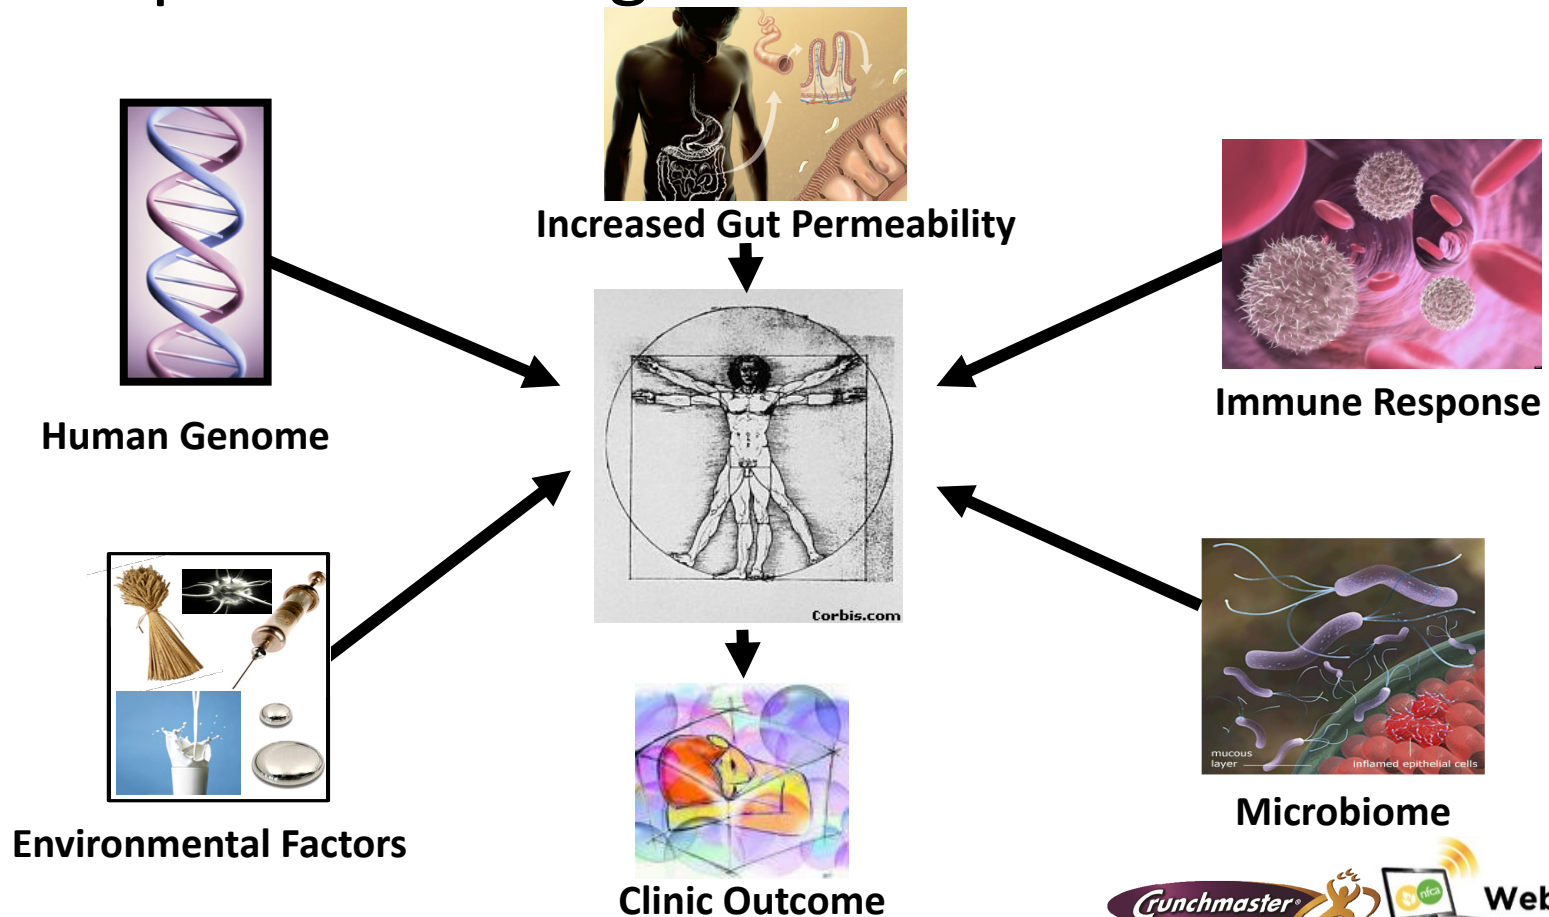 Increased Gut Permeability
Human Genome
Immune Response
Corbis.com
mucous
layer
inflamed epithelial cells
Environmental Factors
Microbiome
Clinic Outcome
Crunchmaster
nfca
Web